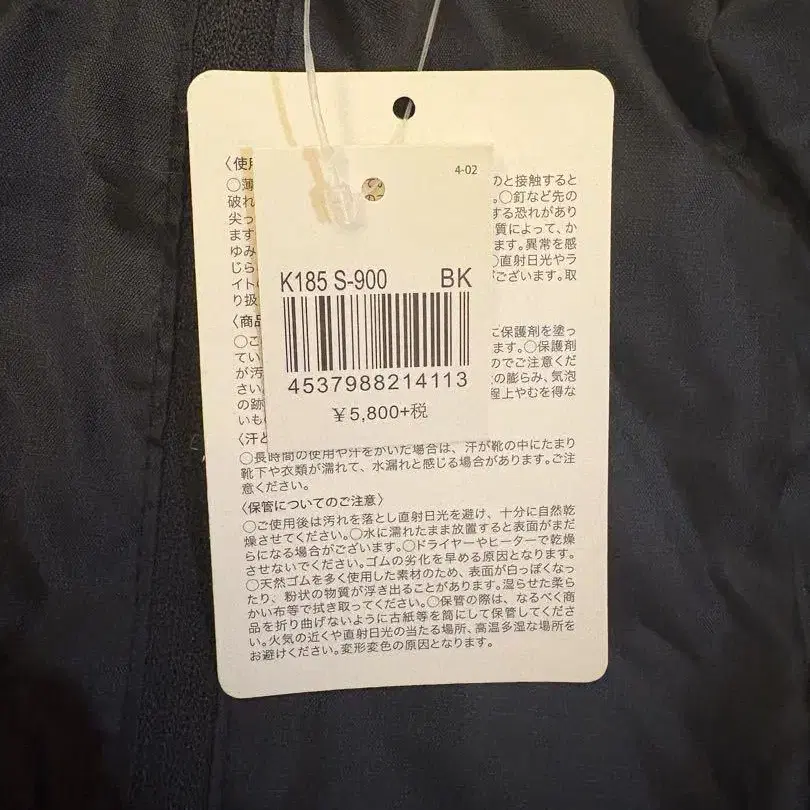 4-02
K185 S-900 BK
4537988214113
¥5,800+税
〈使
○薄
破れ
尖っ
ます
ゆみ
じら
イトの
り扱
のと接触すると
。○釘など先の
する恐れがあり
質によって、か
ます。異常を感
○直射日光やラ
ございます。取
〈商品
○こ
てい
が汚
さい
の跡
いも
に保護剤を塗っ
ます。○保護剤
のでご注意くだ
の膨らみ、気泡
程上やむを得な
〈汗と
○長時間の使用や汗をかいた場合は、汗が靴の中にたまり
靴下や衣類が濡れて、水漏れと感じる場合があります。ご注
意ください。
〈保管についてのご注意〉
○ご使用後は汚れを落とし直射日光を避け、十分に自然乾
燥させてください。○水に濡れたまま放置すると表面がまだ
らになる場合がございます。○ドライヤーやヒーターで乾燥
させないでください。ゴムの劣化を早める原因となります。
○天然ゴムを多く使用した素材のため、表面が白っぽくなっ
たり、粉状の物質が浮き出ることがあります。湿らせた柔ら
かい布等で拭き取ってください。○保管の際は、なるべく商
品を折り曲げないように古紙等を筒にして保管してくださ
い。火気の近くや直射日光の当たる場所、高温多湿な場所を
お避けください。変形変色の原因となります。